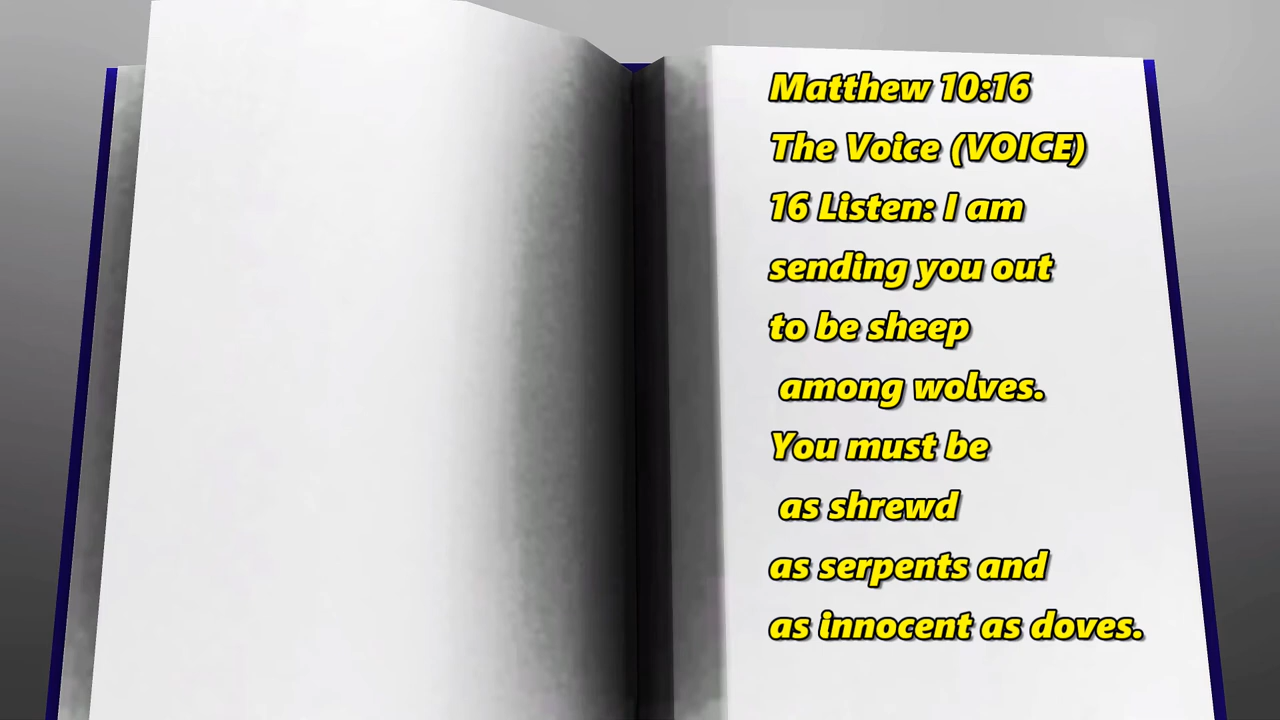 Matthew 10:16
The Voice (VOICE)
16 Listen: I am
sending you out
to be sheep
among wolves.
You must be
as shrewd
as serpents and
as innocent as doves.